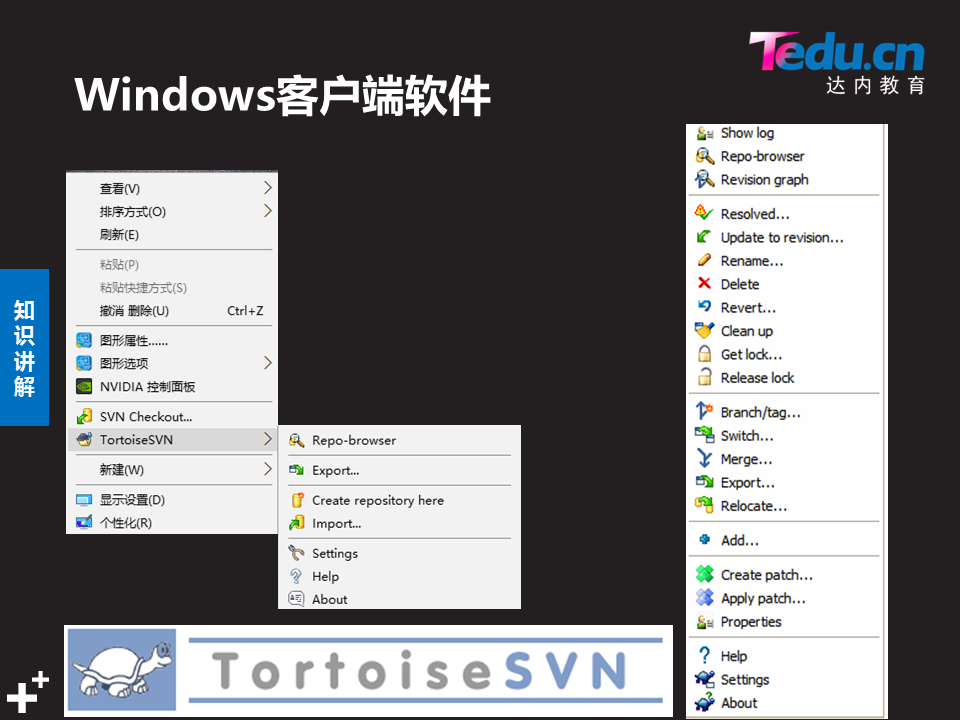 Tedu.cn
达内教育
Windows客户端软件
知识讲解
查看(V)
排序方式(O)
刷新(E)
粘贴(P)
粘贴快捷方式(S)
撤消 删除(U) Ctrl+Z
图形属性......
图形选项
NVIDIA 控制面板
SVN Checkout...
TortoiseSVN
新建(W)
显示设置(D)
个性化(R)
Repo-browser
Export...
Create repository here
Import...
Settings
Help
About
Show log
Repo-browser
Revision graph
Resolved...
Update to revision...
Rename...
Delete
Revert...
Clean up
Get lock...
Release lock
Branch/tag...
Switch...
Merge...
Export...
Relocate...
Add...
Create patch...
Apply patch...
Properties
Help
Settings
About
TortoiseSVN